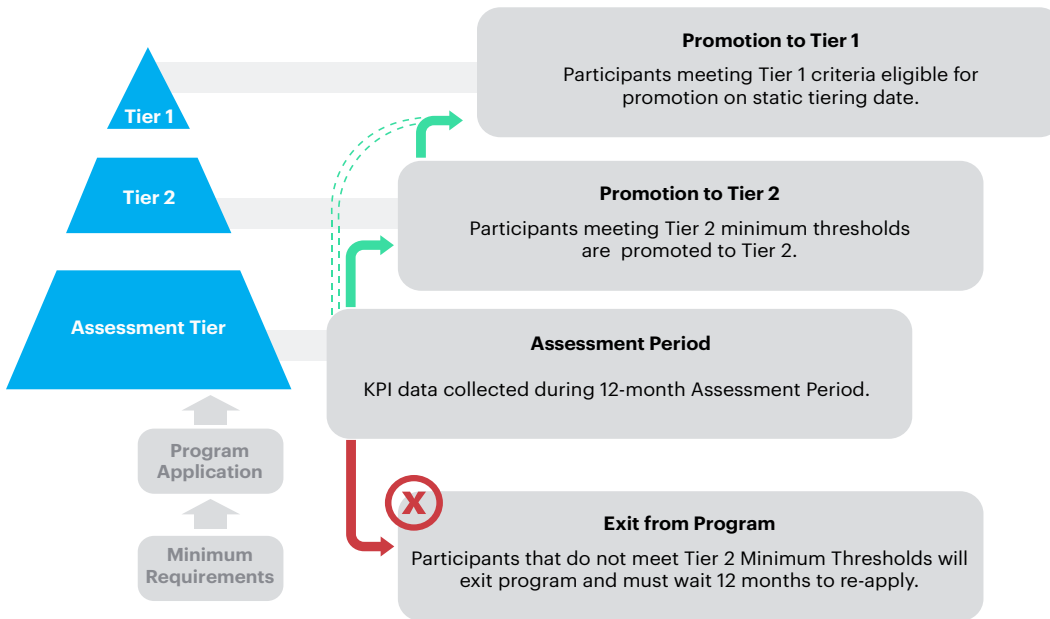 Promotion to Tier 1
Participants meeting Tier 1 criteria eligible for
promotion on static tiering date.
Tier 1
Promotion to Tier 2
Participants meeting Tier 2 minimum thresholds
are promoted to Tier 2.
Tier 2
Assessment Tier
Assessment Period
KPI data collected during 12-month Assessment Period.
Program
Application
X
Exit from Program
Participants that do not meet Tier 2 Minimum Thresholds will
exit program and must wait 12 months to re-apply.
Minimum
Requirements